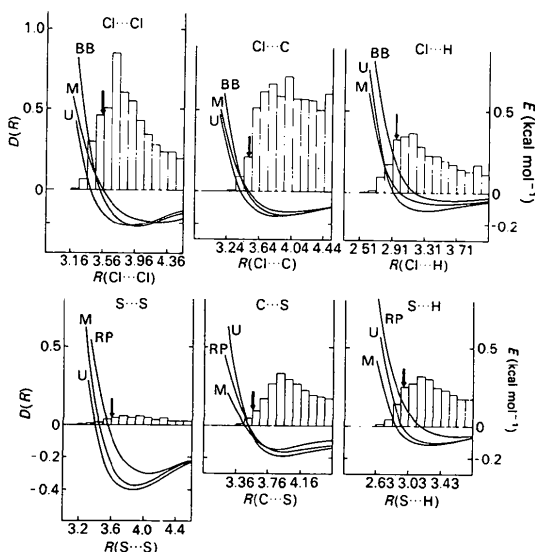 Cl···Cl
Cl···C
Cl···H
1.0
BB
M
U
0.5
0
D(R)
3.16 3.56 3.96 4.36
R(Cl···Cl)
BB
M
U
3.24 3.64 4.04 4.44
R(Cl···C)
BB
U
M
2 51 2.91 3.31 3.71
R(Cl···H)
0.5
0
-0.2
E (kcal mol⁻¹)
S···S
C···S
S···H
M
RP
U
0.5
0
-0.2
-0.4
D(R)
3.2 3.6 4.0 4.4
R(S···S)
U
RP
M
3.36 3.76 4.16
R(C···S)
RP
U
M
2.63 3.03 3.43
R(S···H)
0.5
0
-0.2
E (kcal mol⁻¹)